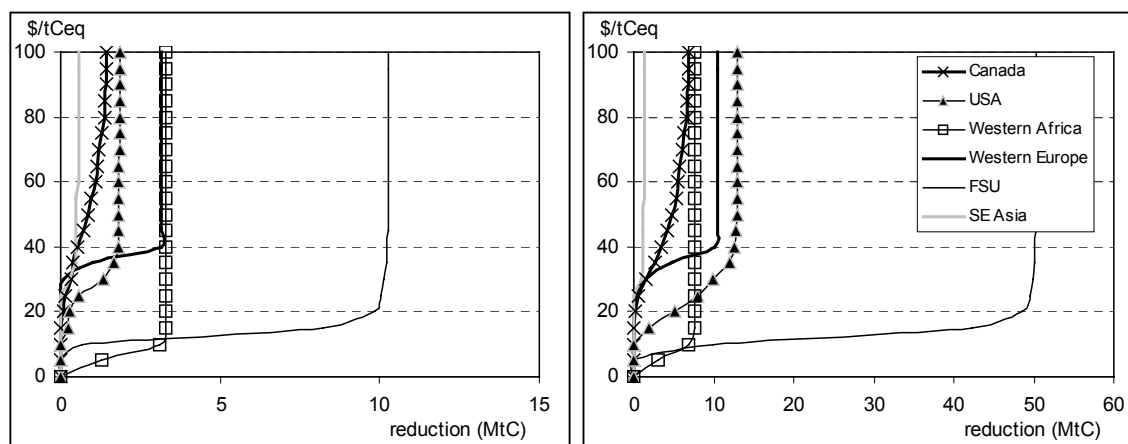 $/tCeq
100
80
60
40
20
0
0 5 10 15
reduction (MtC)
$/tCeq
100
80
60
40
20
0
0 10 20 30 40 50 60
reduction (MtC)
Canada
USA
Western Africa
Western Europe
FSU
SE Asia